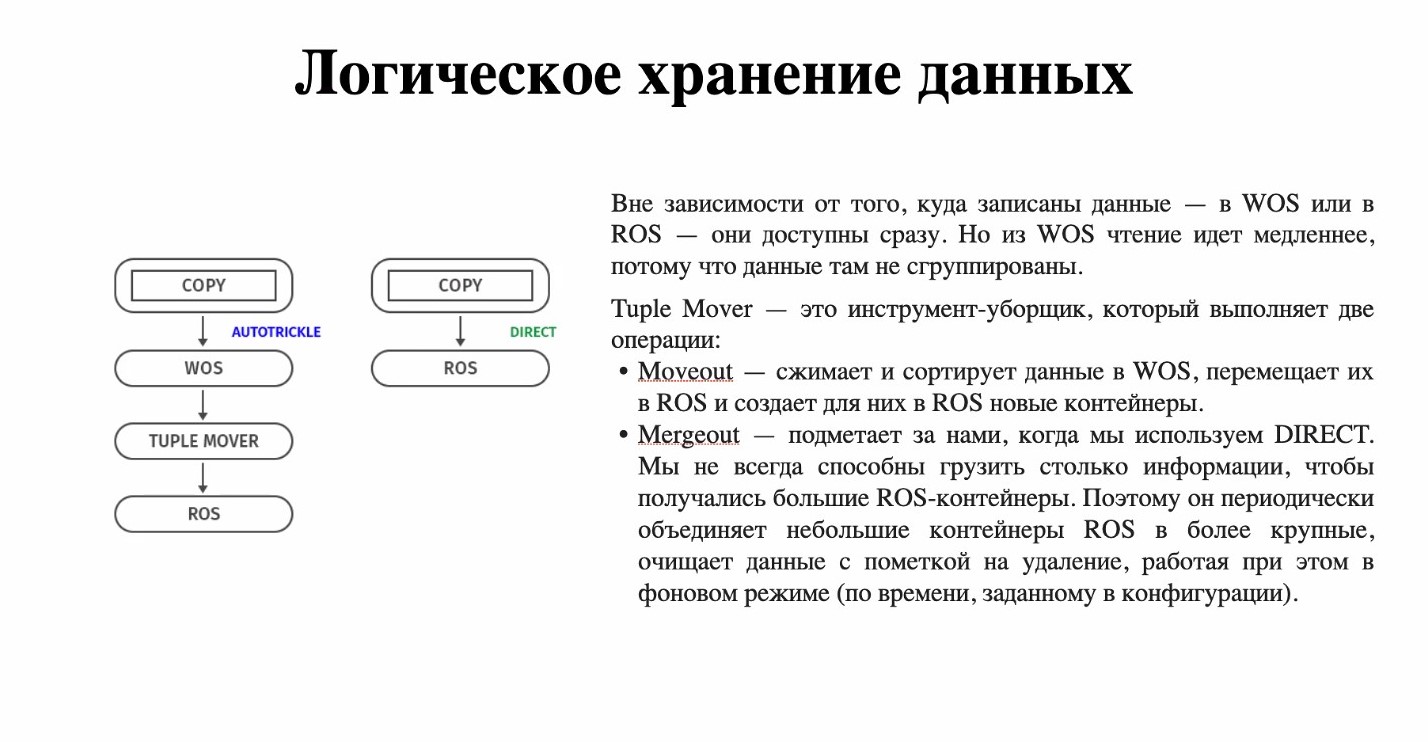 Логическое хранение данных
COPY
AUTOTRICKLE
WOS
TUPLE MOVER
ROS
COPY
DIRECT
ROS
Вне зависимости от того, куда записаны данные — в WOS или в
ROS — они доступны сразу. Но из WOS чтение идет медленнее,
потому что данные там не сгруппированы.
Tuple Mover — это инструмент-уборщик, который выполняет две
операции:
• Moveout — сжимает и сортирует данные в WOS, перемещает их
в ROS и создает для них в ROS новые контейнеры.
• Mergeout — подметает за нами, когда мы используем DIRECT.
Мы не всегда способны грузить столько информации, чтобы
получались большие ROS-контейнеры. Поэтому он периодически
объединяет небольшие контейнеры ROS в более крупные,
очищает данные с пометкой на удаление, работая при этом в
фоновом режиме (по времени, заданному в конфигурации).